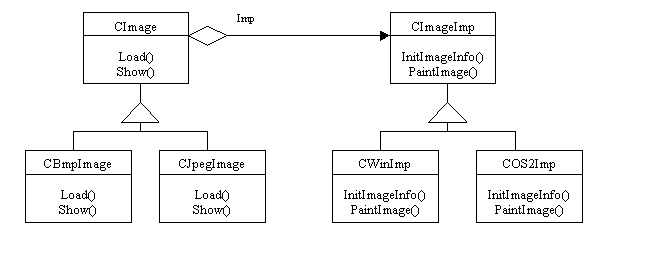 Imp
CImage
Load()
Show()
CImageImp
InitImageInfo()
PaintImage()
CBmpImage
Load()
Show()
CJpegImage
Load()
Show()
CWinImp
InitImageInfo()
PaintImage()
COS2Imp
InitImageInfo()
PaintImage()